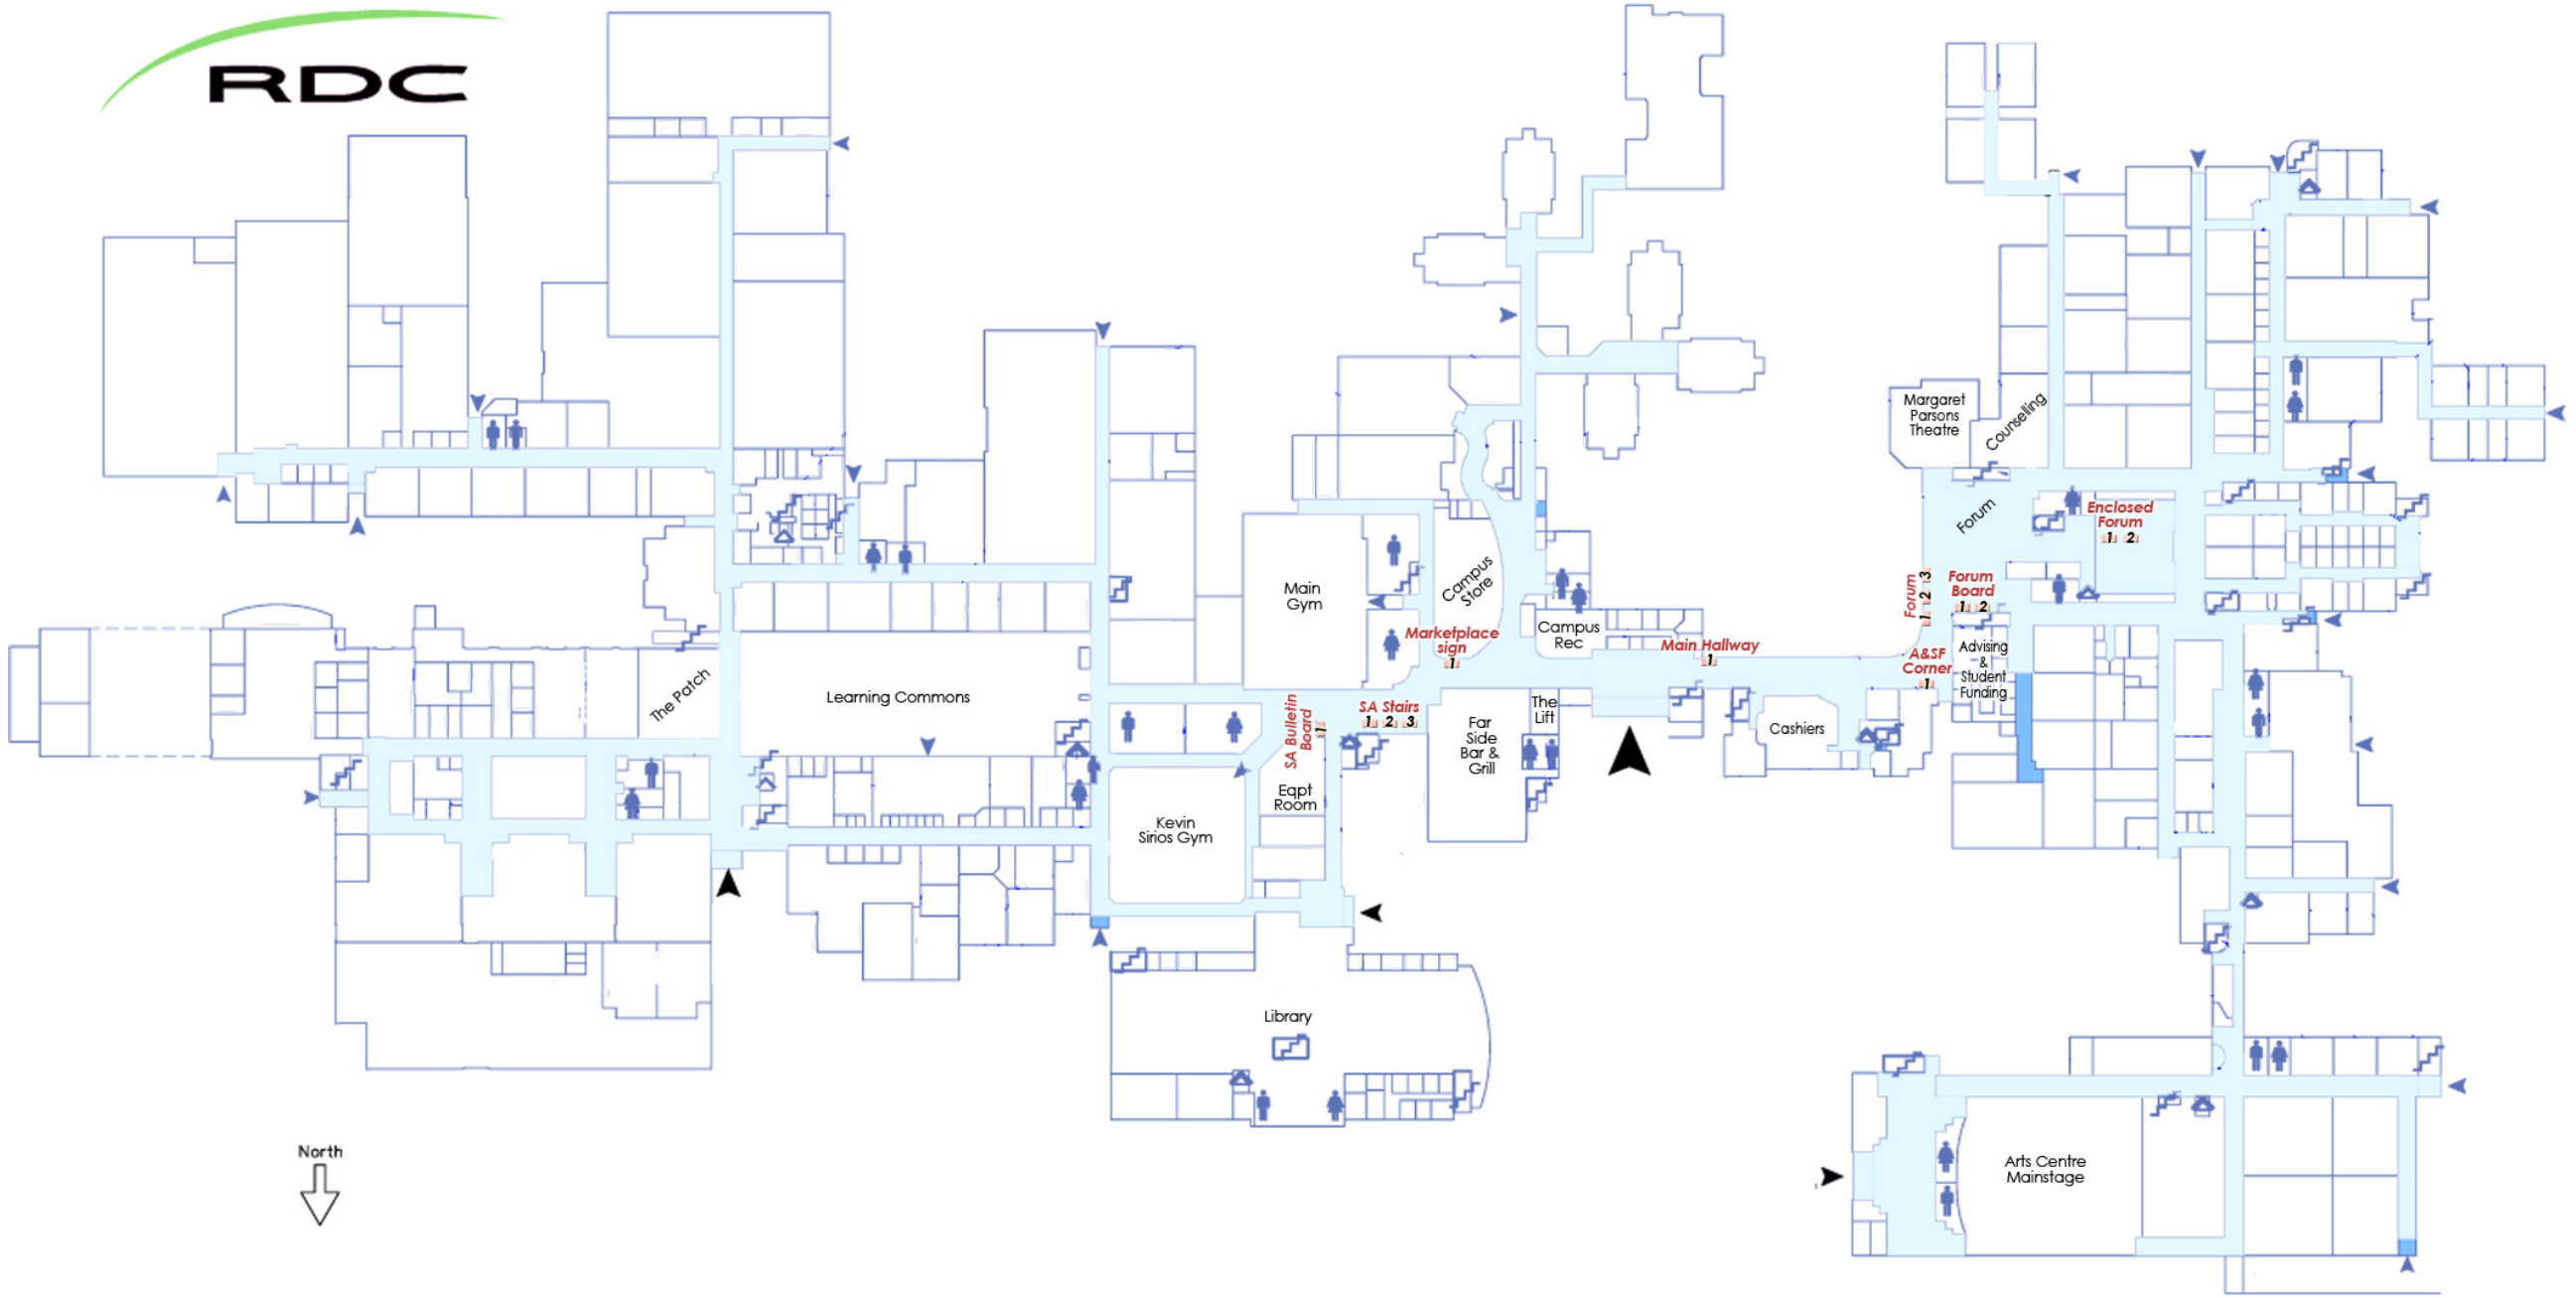 RDC
Margaret
Parsons
Theatre
Counselling
Forum
Enclosed
Forum
1 2
Main
Gym
Campus
Store
Forum
1 2 3
Forum
Board
1 2
Marketplace
sign
1
Campus
Rec
Main Hallway
1
A&SF
Corner
1
Advising
&
Student
Funding
The Patch
Learning Commons
SA Bulletin
Board
1
SA Stairs
1 2 3
Far
Side
Bar &
Grill
The
Lift
Cashiers
Eqpt
Room
Kevin
Sirios Gym
Library
North
Arts Centre
Mainstage